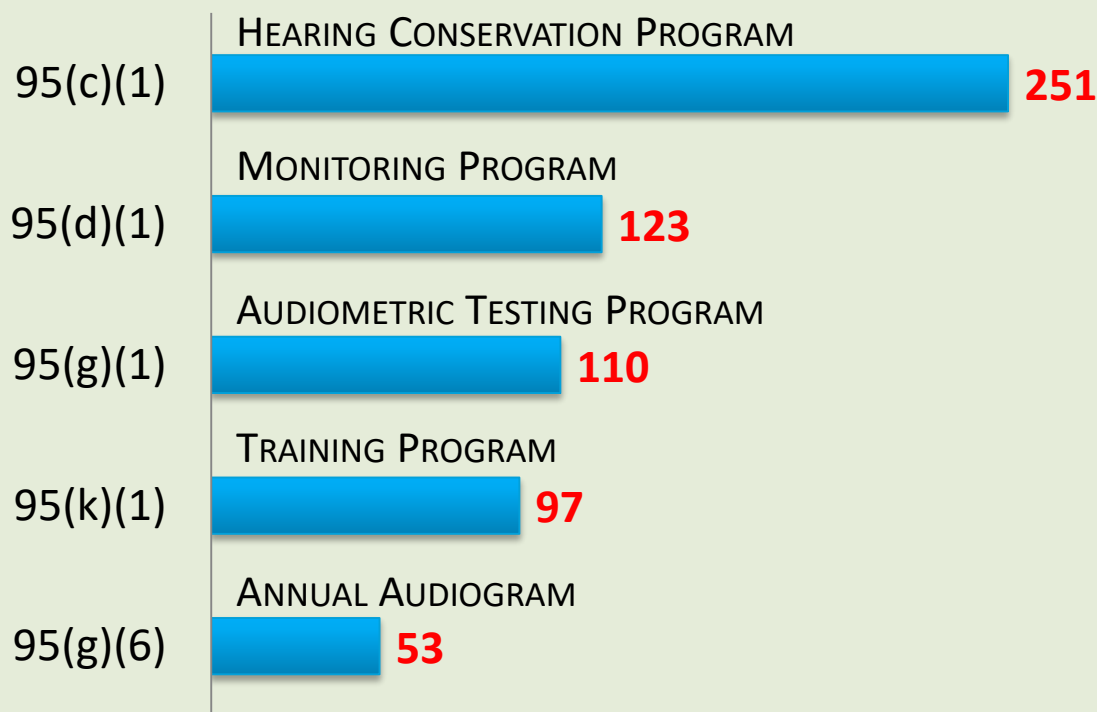 HEARING CONSERVATION PROGRAM
95(c)(1)
251
MONITORING PROGRAM
95(d)(1)
123
AUDIOMETRIC TESTING PROGRAM
95(g)(1)
110
TRAINING PROGRAM
95(k)(1)
97
ANNUAL AUDIOGRAM
95(g)(6)
53